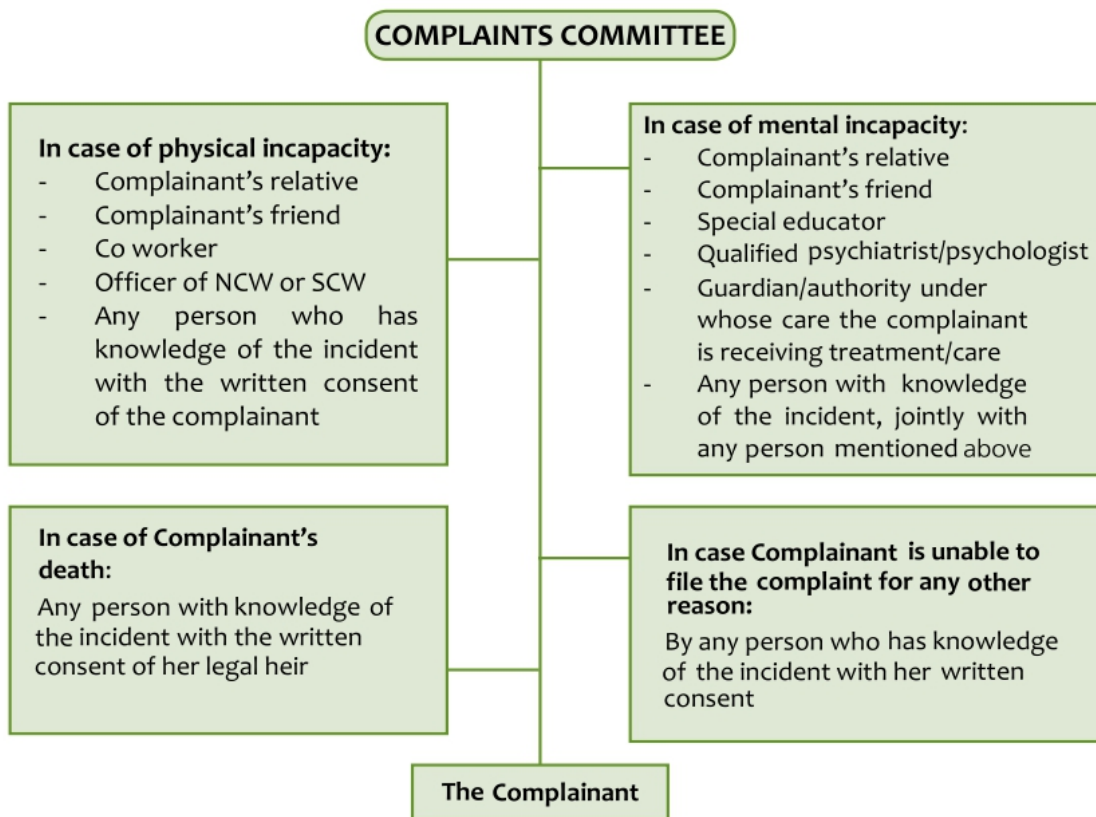 COMPLAINTS COMMITTEE
In case of physical incapacity:
- Complainant's relative
- Complainant's friend
- Co worker
- Officer of NCW or SCW
- Any person who has
knowledge of the incident
with the written consent
of the complainant
In case of mental incapacity:
- Complainant's relative
- Complainant's friend
- Special educator
- Qualified psychiatrist/psychologist
- Guardian/authority under
whose care the complainant
is receiving treatment/care
- Any person with knowledge
of the incident, jointly with
any person mentioned above
In case of Complainant's
death:
Any person with knowledge of
the incident with the written
consent of her legal heir
In case Complainant is unable to
file the complaint for any other
reason:
By any person who has knowledge
of the incident with her written
consent
The Complainant